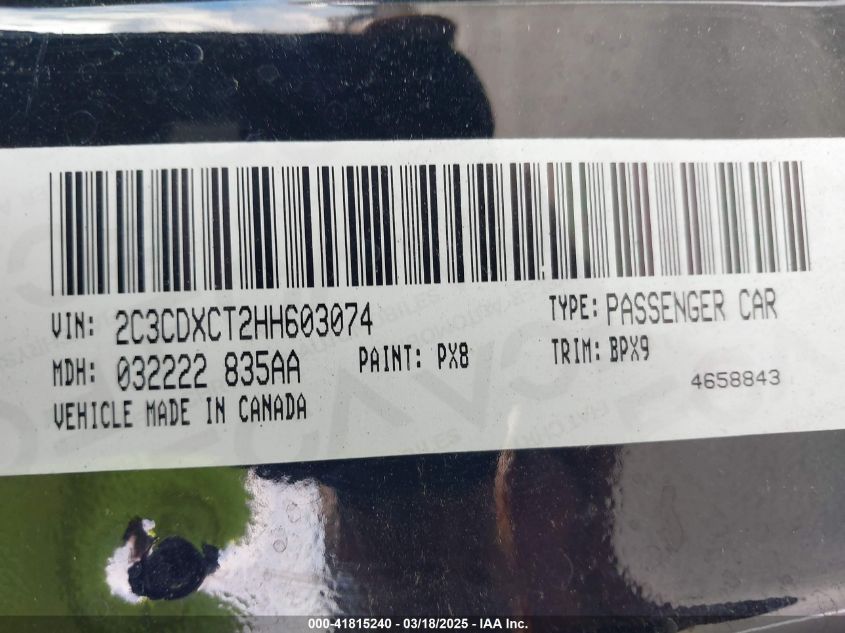 VIN: 2C3CDXCT2HH603074 TYPE: PASSENGER CAR
MDH: 032222 835AA PAINT: PX8 TRIM: BPX9
VEHICLE MADE IN CANADA 4658843
000-41815240 - 03/18/2025 - IAA Inc.